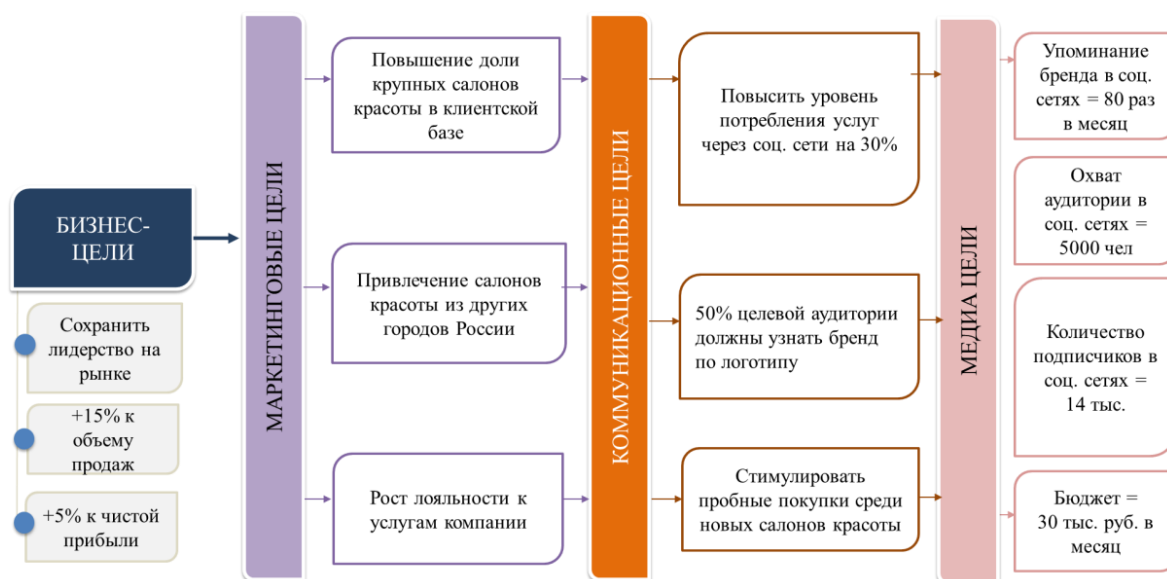 БИЗНЕС-
ЦЕЛИ
Сохранить
лидерство на
рынке
+15% к
объему
продаж
+5% к чистой
прибыли
МАРКЕТИНГОВЫЕ ЦЕЛИ
Повышение доли
крупных салонов
красоты в клиентской
базе
Привлечение салонов
красоты из других
городов России
Рост лояльности к
услугам компании
КОММУНИКАЦИОННЫЕ ЦЕЛИ
Повысить уровень
потребления услуг
через соц. сети на 30%
50% целевой аудитории
должны узнать бренд
по логотипу
Стимулировать
пробные покупки среди
новых салонов красоты
МЕДИА ЦЕЛИ
Упоминание
бренда в соц.
сетях = 80 раз
в месяц
Охват
аудитории в
соц. сетях =
5000 чел
Количество
подписчиков в
соц. сетях =
14 тыс.
Бюджет =
30 тыс. руб. в
месяц